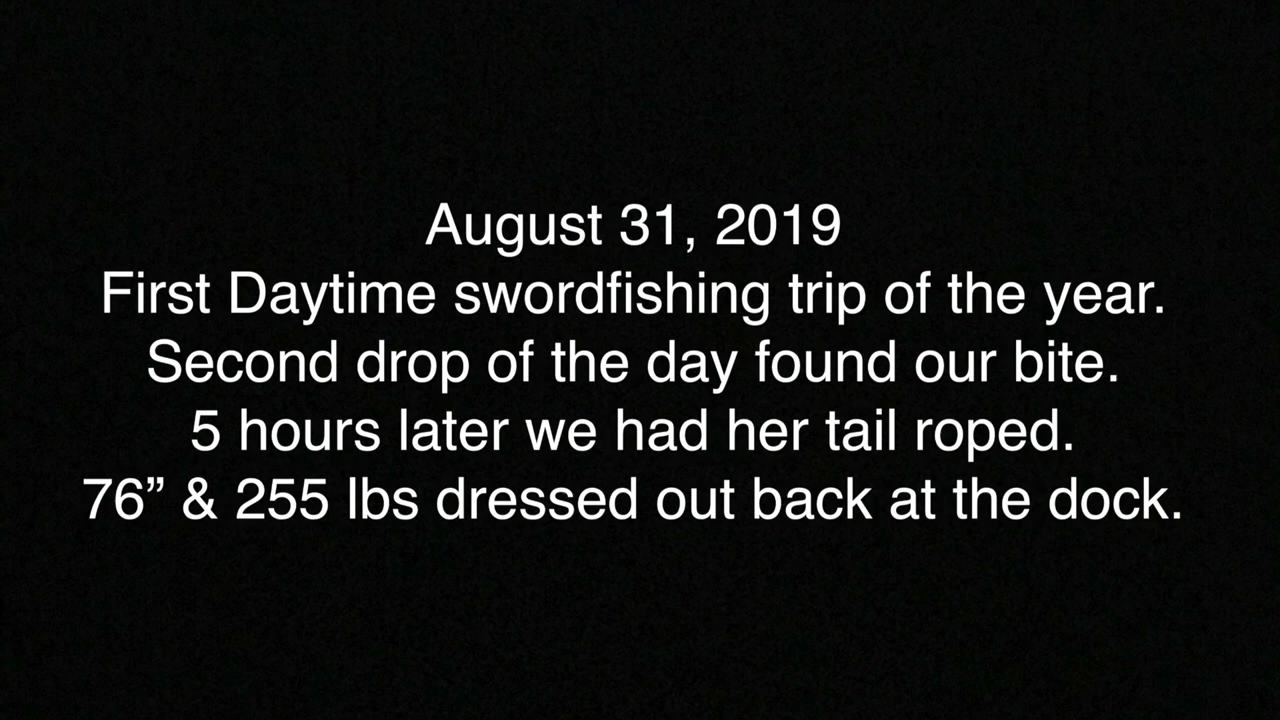 August 31, 2019
First Daytime swordfishing trip of the year.
Second drop of the day found our bite.
5 hours later we had her tail roped.
76” & 255 lbs dressed out back at the dock.